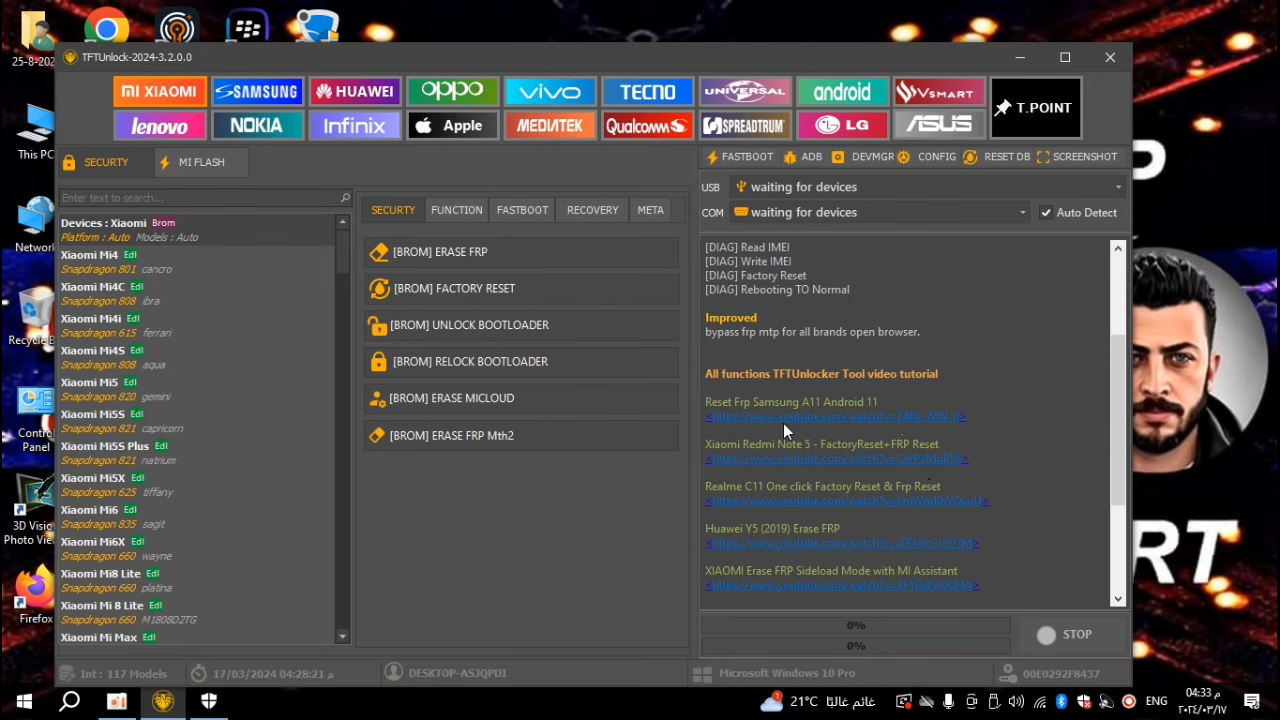 25-8-202
This PC
Network
Recycle B
Control
Panel
3D Vision
Photo Vie
Firefox
TFTUnlock-2024-3.2.0.0
MI XIAOMI
SAMSUNG
HUAWEI
oppo
vivo
TECNO
UNIVERSAL
android
VSMART
T.POINT
lenovo
NOKIA
Infinix
Apple
MEDIATEK
Qualcomm
SPREADTRUM
LG
ASUS
SECURTY
MI FLASH
FASTBOOT
ADB
DEVMGR
CONFIG
RESET DB
SCREENSHOT
USB
waiting for devices
COM
waiting for devices
Auto Detect
Enter text to search...
Devices : Xiaomi Brom
Platform : Auto Models : Auto
Xiaomi Mi4 Edl
Snapdragon 801 cancro
Xiaomi Mi4C Edl
Snapdragon 808 ibra
Xiaomi Mi4i Edl
Snapdragon 615 ferrari
Xiaomi Mi4S Edl
Snapdragon 808 aqua
Xiaomi Mi5 Edl
Snapdragon 820 gemini
Xiaomi Mi5S Edl
Snapdragon 821 capricorn
Xiaomi Mi5S Plus Edl
Snapdragon 821 natrium
Xiaomi Mi5X Edl
Snapdragon 625 tiffany
Xiaomi Mi6 Edl
Snapdragon 835 sagit
Xiaomi Mi6X Edl
Snapdragon 660 wayne
Xiaomi Mi8 Lite Edl
Snapdragon 660 platina
Xiaomi Mi 8 Lite Edl
Snapdragon 660 M1808D2TG
Xiaomi Mi Max Edl
SECURTY
FUNCTION
FASTBOOT
RECOVERY
META
[BROM] ERASE FRP
[BROM] FACTORY RESET
[BROM] UNLOCK BOOTLOADER
[BROM] RELOCK BOOTLOADER
[BROM] ERASE MICLOUD
[BROM] ERASE FRP Mth2
[DIAG] Read IMEI
[DIAG] Write IMEI
[DIAG] Factory Reset
[DIAG] Rebooting TO Normal
Improved
bypass frp mtp for all brands open browser.
All functions TFTUnlocker Tool video tutorial
Reset Frp Samsung A11 Android 11
Xiaomi Redmi Note 5 - FactoryReset+FRP Reset
Realme C11 One click Factory Reset & Frp Reset
Huawei Y5 (2019) Erase FRP
XIAOMI Erase FRP Sideload Mode with MI Assistant
0%
0%
STOP
Int : 117 Models
17/03/2024 04:28:21 م
DESKTOP-ASJQPDI
Microsoft Windows 10 Pro
00E0292F8437
P
RT
21°C غائم غالبًا
ENG
04:33 م
٢٠٢٤/٠٣/١٧